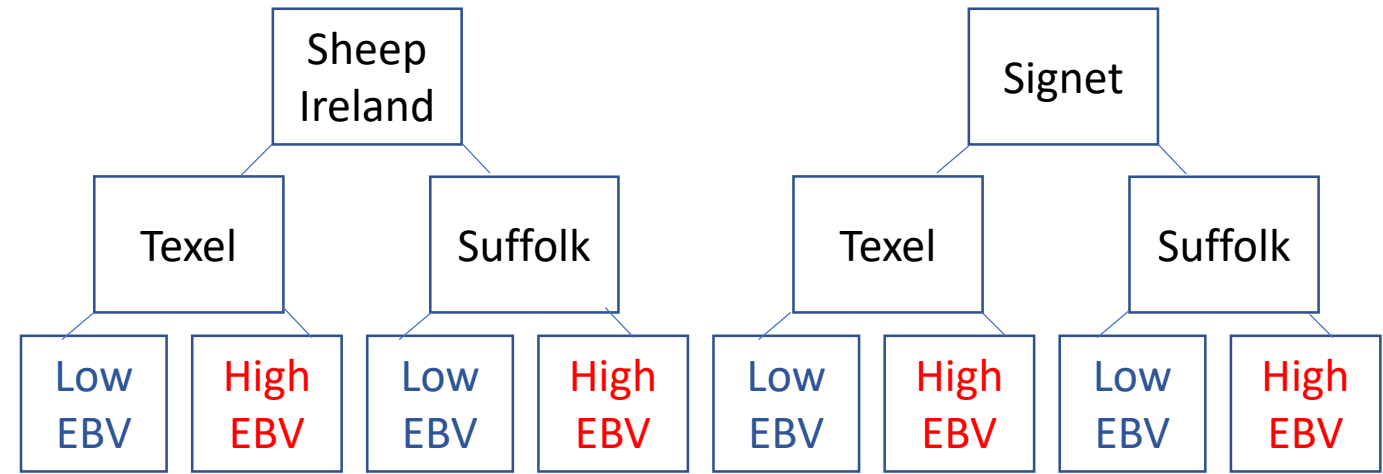 Sheep
Ireland
Signet
Texel
Suffolk
Texel
Suffolk
Low
EBV
High
EBV
Low
EBV
High
EBV
Low
EBV
High
EBV
Low
EBV
High
EBV